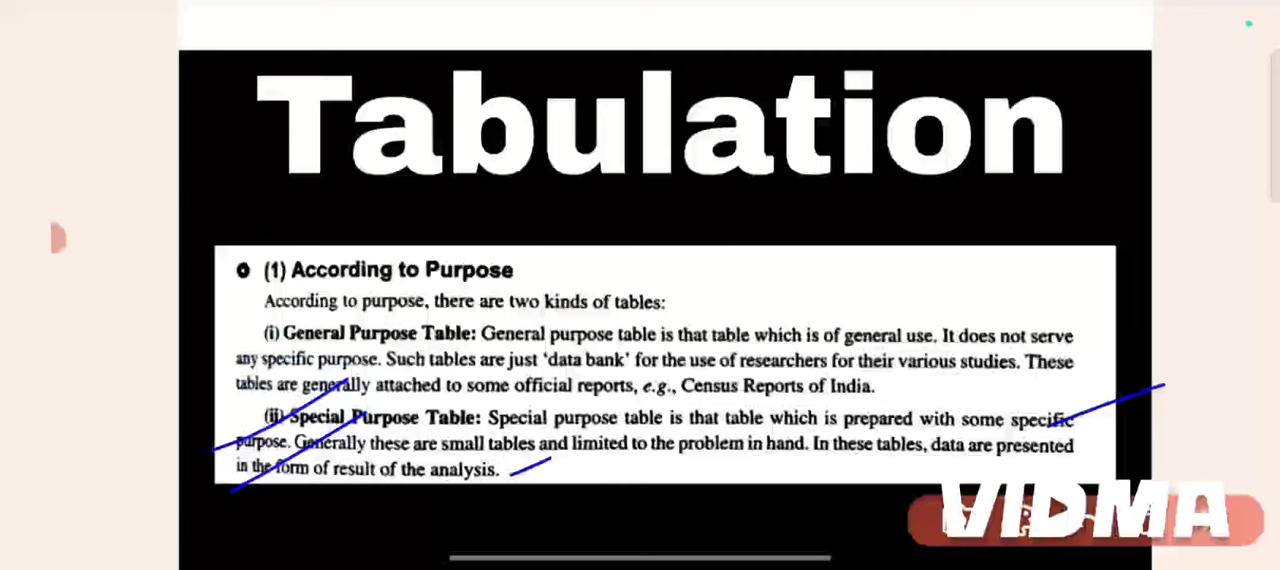 Tabulation
(1) According to Purpose
According to purpose, there are two kinds of tables:
(i) General Purpose Table: General purpose table is that table which is of general use. It does not serve
any specific purpose. Such tables are just 'data bank' for the use of researchers for their various studies. These
tables are generally attached to some official reports, e.g., Census Reports of India.
(ii) Special Purpose Table: Special purpose table is that table which is prepared with some specific
purpose. Generally these are small tables and limited to the problem in hand. In these tables, data are presented
in the form of result of the analysis.
VIDMA